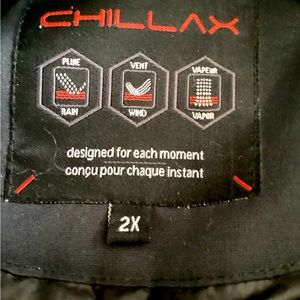 CHILLAX
PLUIE VENT VAPEUR
RAIN WIND VAPOR
designed for each moment
conçu pour chaque instant
2X